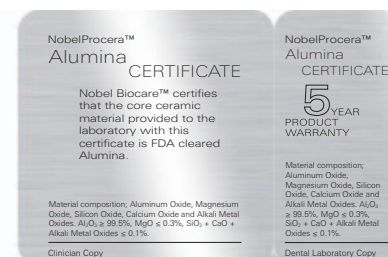 NobelProcera™
Alumina
CERTIFICATE
Nobel Biocare™ certifies
that the core ceramic
material provided to the
laboratory with this
certificate is FDA cleared
Alumina.
Material composition; Aluminum Oxide, Magnesium
Oxide, Silicon Oxide, Calcium Oxide and Alkali Metal
Oxides. Al₂O₃ ≥ 99.5%, MgO ≤ 0.3%, SiO₂ + CaO +
Alkali Metal Oxides ≤ 0.1%.
Clinician Copy
NobelProcera™
Alumina
CERTIFICATE
5 YEAR
PRODUCT
WARRANTY
Material composition;
Aluminum Oxide,
Magnesium Oxide, Silicon
Oxide, Calcium Oxide and
Alkali Metal Oxides. Al₂O₃
≥ 99.5%, MgO ≤ 0.3%,
SiO₂ + CaO + Alkali Metal
Oxides ≤ 0.1%.
Dental Laboratory Copy